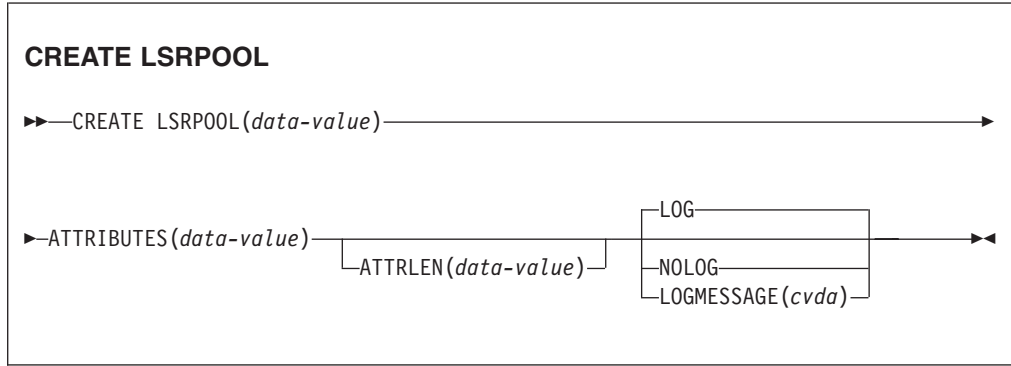 CREATE LSRPOOL
CREATE LSRPOOL(data-value)
LOG
ATTRIBUTES(data-value)
ATTRLEN(data-value)
NOLOG
LOGMESSAGE(cvda)